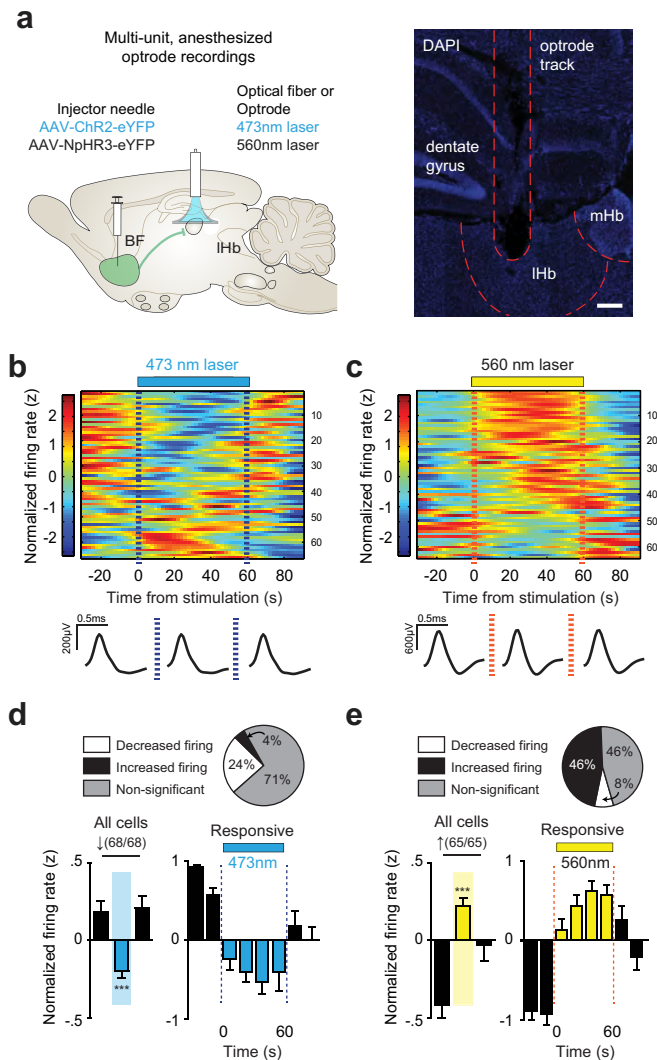 a
Multi-unit, anesthesized
optrode recordings
Injector needle
AAV-ChR2-eYFP
AAV-NpHR3-eYFP
Optical fiber or
Optrode
473nm laser
560nm laser
BF
lHb
DAPI
optrode
track
dentate
gyrus
mHb
lHb
b
473 nm laser
Normalized firing rate (z)
2
1
0
-1
-2
10
20
30
40
50
60
-20
0
20
40
60
80
Time from stimulation (s)
0.5ms
200µV
c
560 nm laser
Normalized firing rate (z)
2
1
0
-1
-2
10
20
30
40
50
60
-20
0
20
40
60
80
Time from stimulation (s)
0.5ms
600µV
d
Decreased firing
Increased firing
Non-significant
4%
24%
71%
All cells
↓(68/68)
Responsive
473nm
Normalized firing rate (z)
.5
0
-.5
***
1
0
-1
0
60
Time (s)
e
Decreased firing
Increased firing
Non-significant
46%
46%
8%
All cells
↑(65/65)
Responsive
560nm
Normalized firing rate (z)
.5
0
-.5
***
1
0
-1
0
60
Time (s)